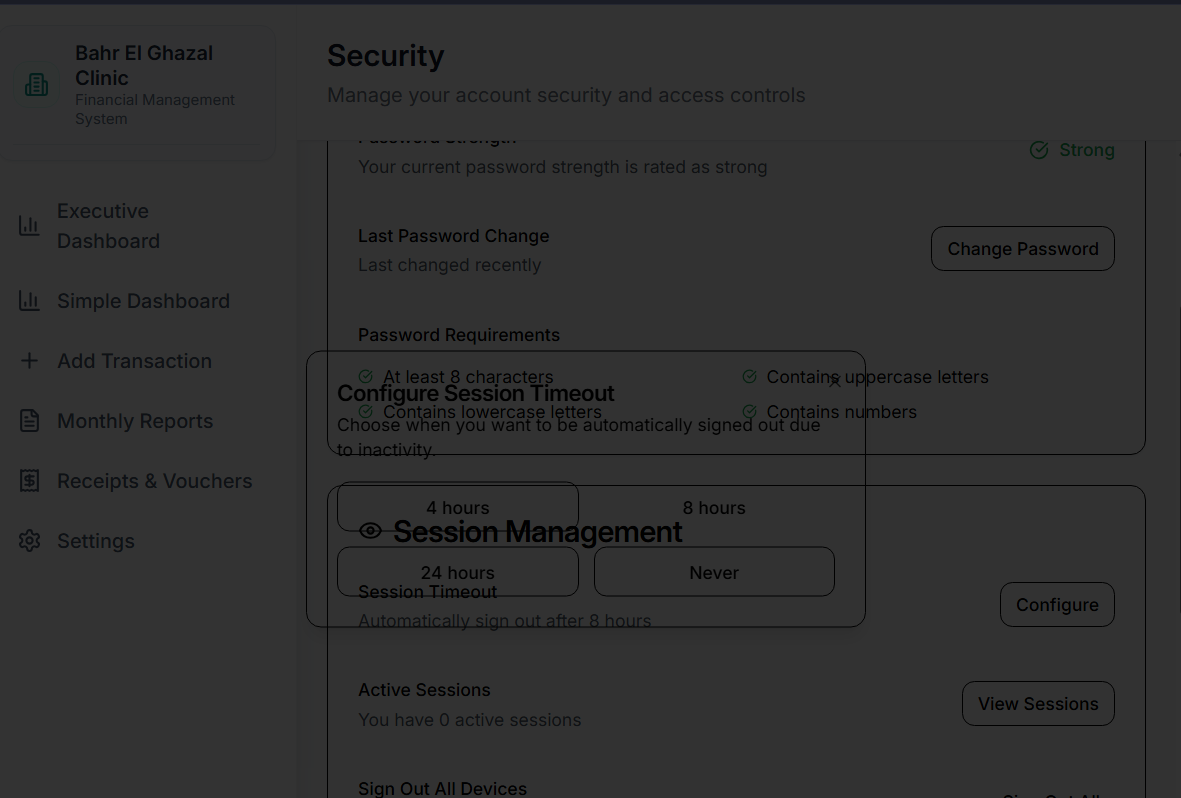 Bahr El Ghazal
Clinic
Financial Management
System
Executive
Dashboard
Simple Dashboard
Add Transaction
Monthly Reports
Receipts & Vouchers
Settings
Security
Manage your account security and access controls
Password Strength
Your current password strength is rated as strong
Strong
Last Password Change
Last changed recently
Change Password
Password Requirements
At least 8 characters
Contains uppercase letters
Contains lowercase letters
Contains numbers
Configure Session Timeout
Choose when you want to be automatically signed out due
to inactivity.
4 hours
8 hours
24 hours
Never
Session Management
Session Timeout
Automatically sign out after 8 hours
Configure
Active Sessions
You have 0 active sessions
View Sessions
Sign Out All Devices
Sign Out All